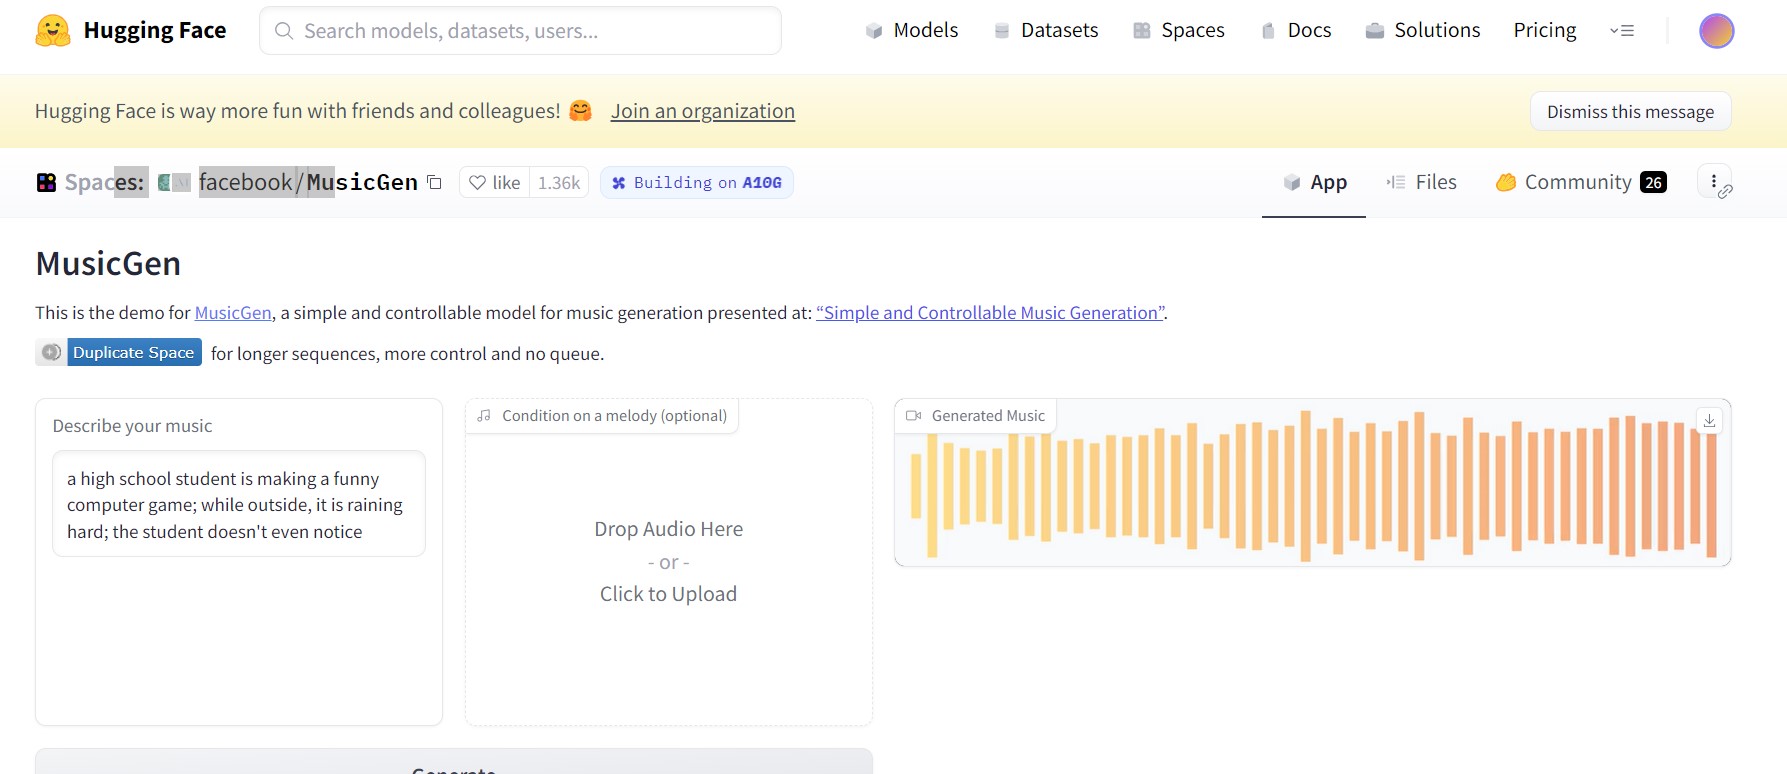 Hugging Face
Search models, datasets, users...
Models
Datasets
Spaces
Docs
Solutions
Pricing
Hugging Face is way more fun with friends and colleagues! 🤗 Join an organization
Dismiss this message
Spaces: facebook/MusicGen
like 1.36k
Building on A10G
App
Files
Community 26
MusicGen
This is the demo for MusicGen, a simple and controllable model for music generation presented at: “Simple and Controllable Music Generation”.
Duplicate Space for longer sequences, more control and no queue.
Describe your music
a high school student is making a funny
computer game; while outside, it is raining
hard; the student doesn't even notice
Condition on a melody (optional)
Drop Audio Here
- or -
Click to Upload
Generated Music
Generate